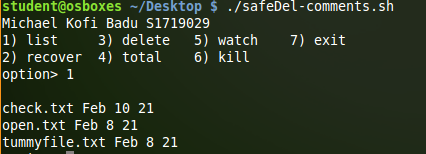 student@osboxes ~/Desktop $ ./safeDel-comments.sh
Michael Kofi Badu S1719029
1) list 3) delete 5) watch 7) exit
2) recover 4) total 6) kill
option> 1
check.txt Feb 10 21
open.txt Feb 8 21
tummyfile.txt Feb 8 21